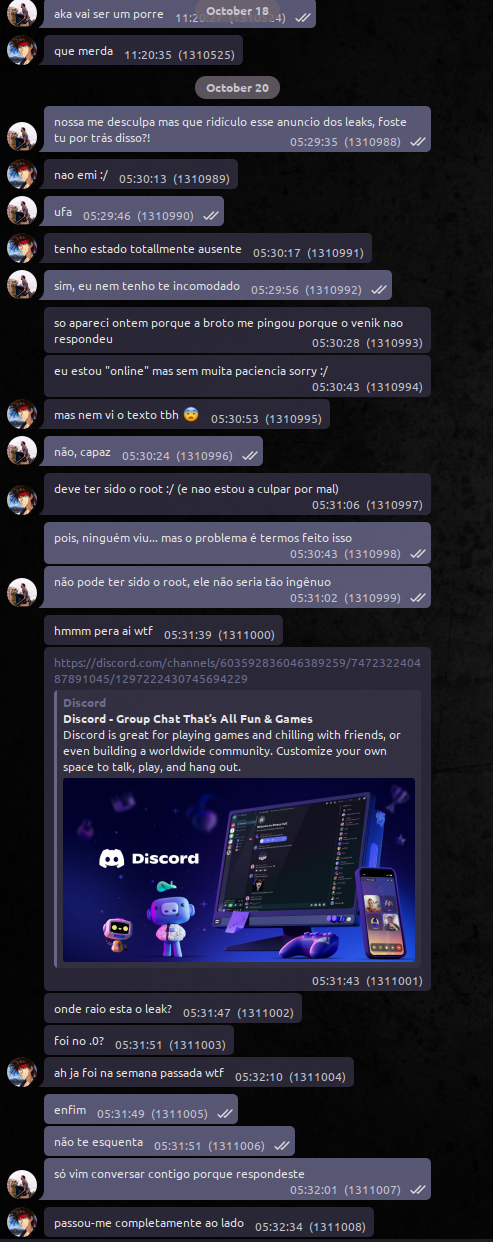 October 18
aka vai ser um porre
que merda 11:20:35 (1310525)
October 20
nossa me desculpa mas que ridículo esse anuncio dos leaks, foste
tu por trás disso?! 05:29:35 (1310988)
nao emi :/ 05:30:13 (1310989)
ufa 05:29:46 (1310990)
tenho estado totallmente ausente 05:30:17 (1310991)
sim, eu nem tenho te incomodado 05:29:56 (1310992)
so apareci ontem porque a broto me pingou porque o venik nao
respondeu 05:30:28 (1310993)
eu estou "online" mas sem muita paciencia sorry :/
05:30:43 (1310994)
mas nem vi o texto tbh 😨 05:30:53 (1310995)
não, capaz 05:30:24 (1310996)
deve ter sido o root :/ (e nao estou a culpar por mal)
05:31:06 (1310997)
pois, ninguém viu... mas o problema é termos feito isso
05:30:43 (1310998)
não pode ter sido o root, ele não seria tão ingênuo
05:31:02 (1310999)
hmmm pera ai wtf 05:31:39 (1311000)
https://discord.com/channels/603592836046389259/7472322404
87891045/1297222430745694229
Discord
Discord - Group Chat That's All Fun & Games
Discord is great for playing games and chilling with friends, or
even building a worldwide community. Customize your own
space to talk, play, and hang out.
Discord
05:31:43 (1311001)
onde raio esta o leak? 05:31:47 (1311002)
foi no .0? 05:31:51 (1311003)
ah ja foi na semana passada wtf 05:32:10 (1311004)
enfim 05:31:49 (1311005)
não te esquenta 05:31:51 (1311006)
só vim conversar contigo porque respondeste
05:32:01 (1311007)
passou-me completamente ao lado 05:32:34 (1311008)